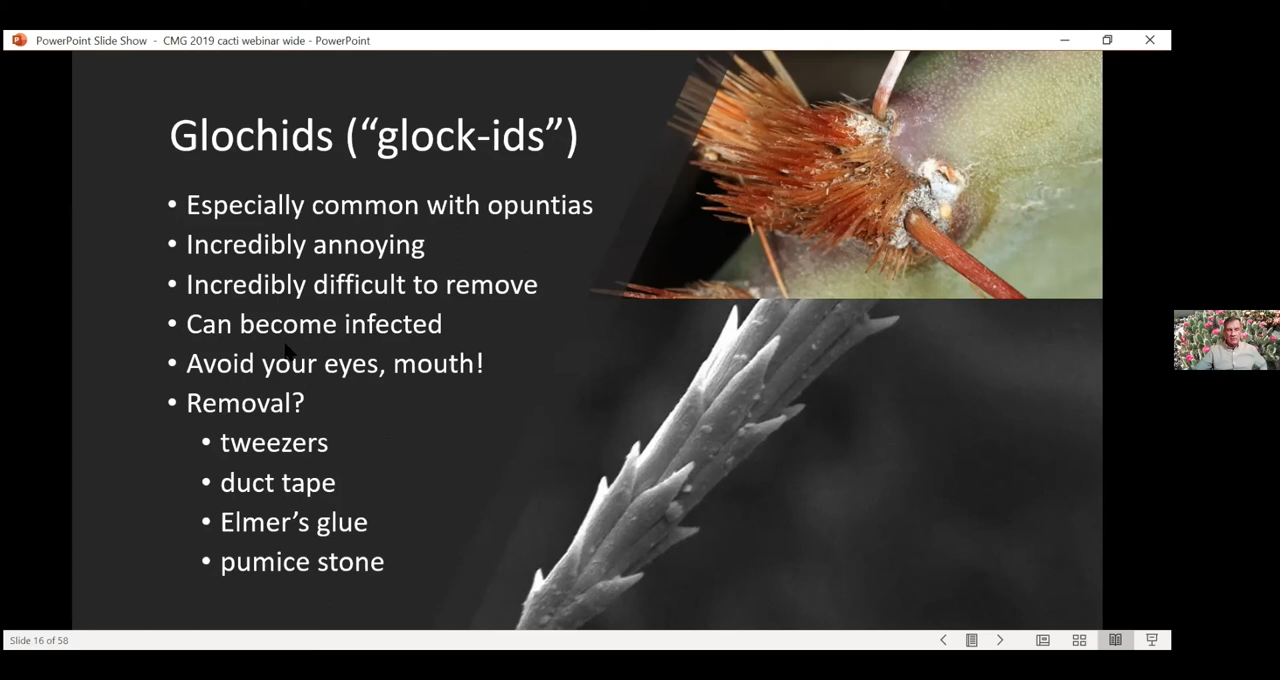 PowerPoint Slide Show - CMG 2019 cacti webinar wide - PowerPoint
Glochids (“glock-ids”)
• Especially common with opuntias
• Incredibly annoying
• Incredibly difficult to remove
• Can become infected
• Avoid your eyes, mouth!
• Removal?
• tweezers
• duct tape
• Elmer’s glue
• pumice stone
Slide 16 of 58